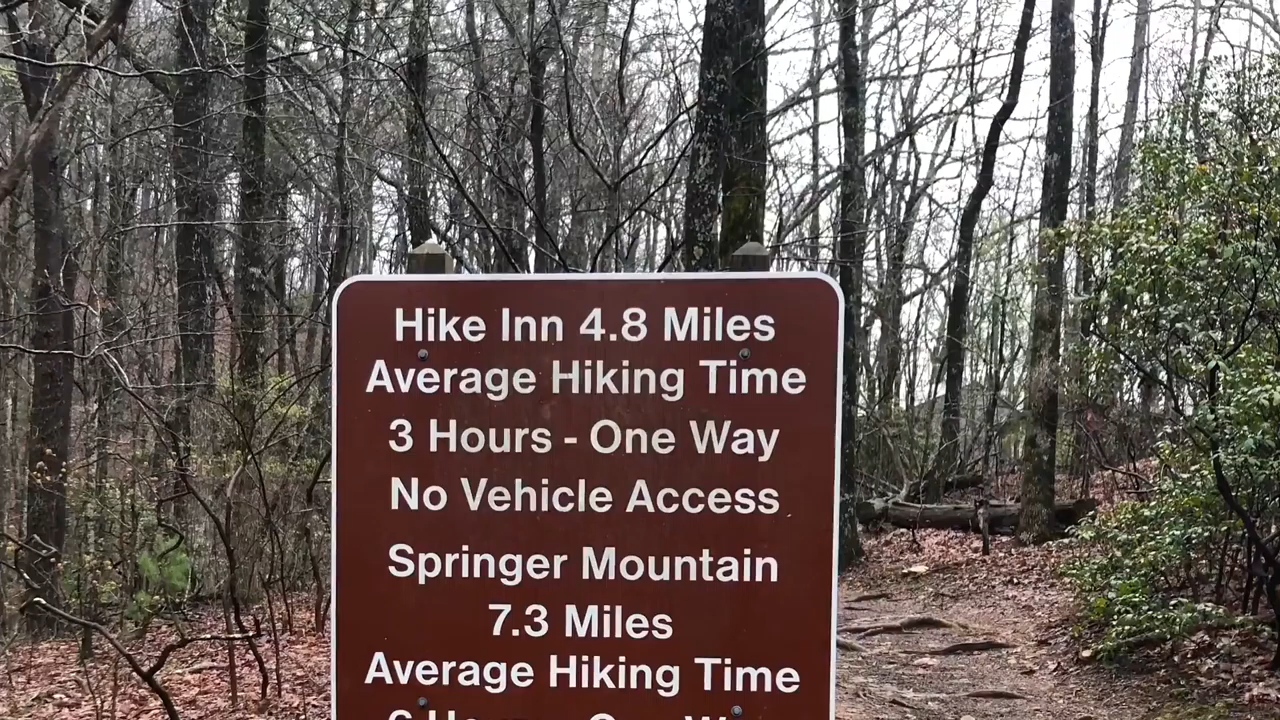 Hike Inn 4.8 Miles
Average Hiking Time
3 Hours - One Way
No Vehicle Access
Springer Mountain
7.3 Miles
Average Hiking Time